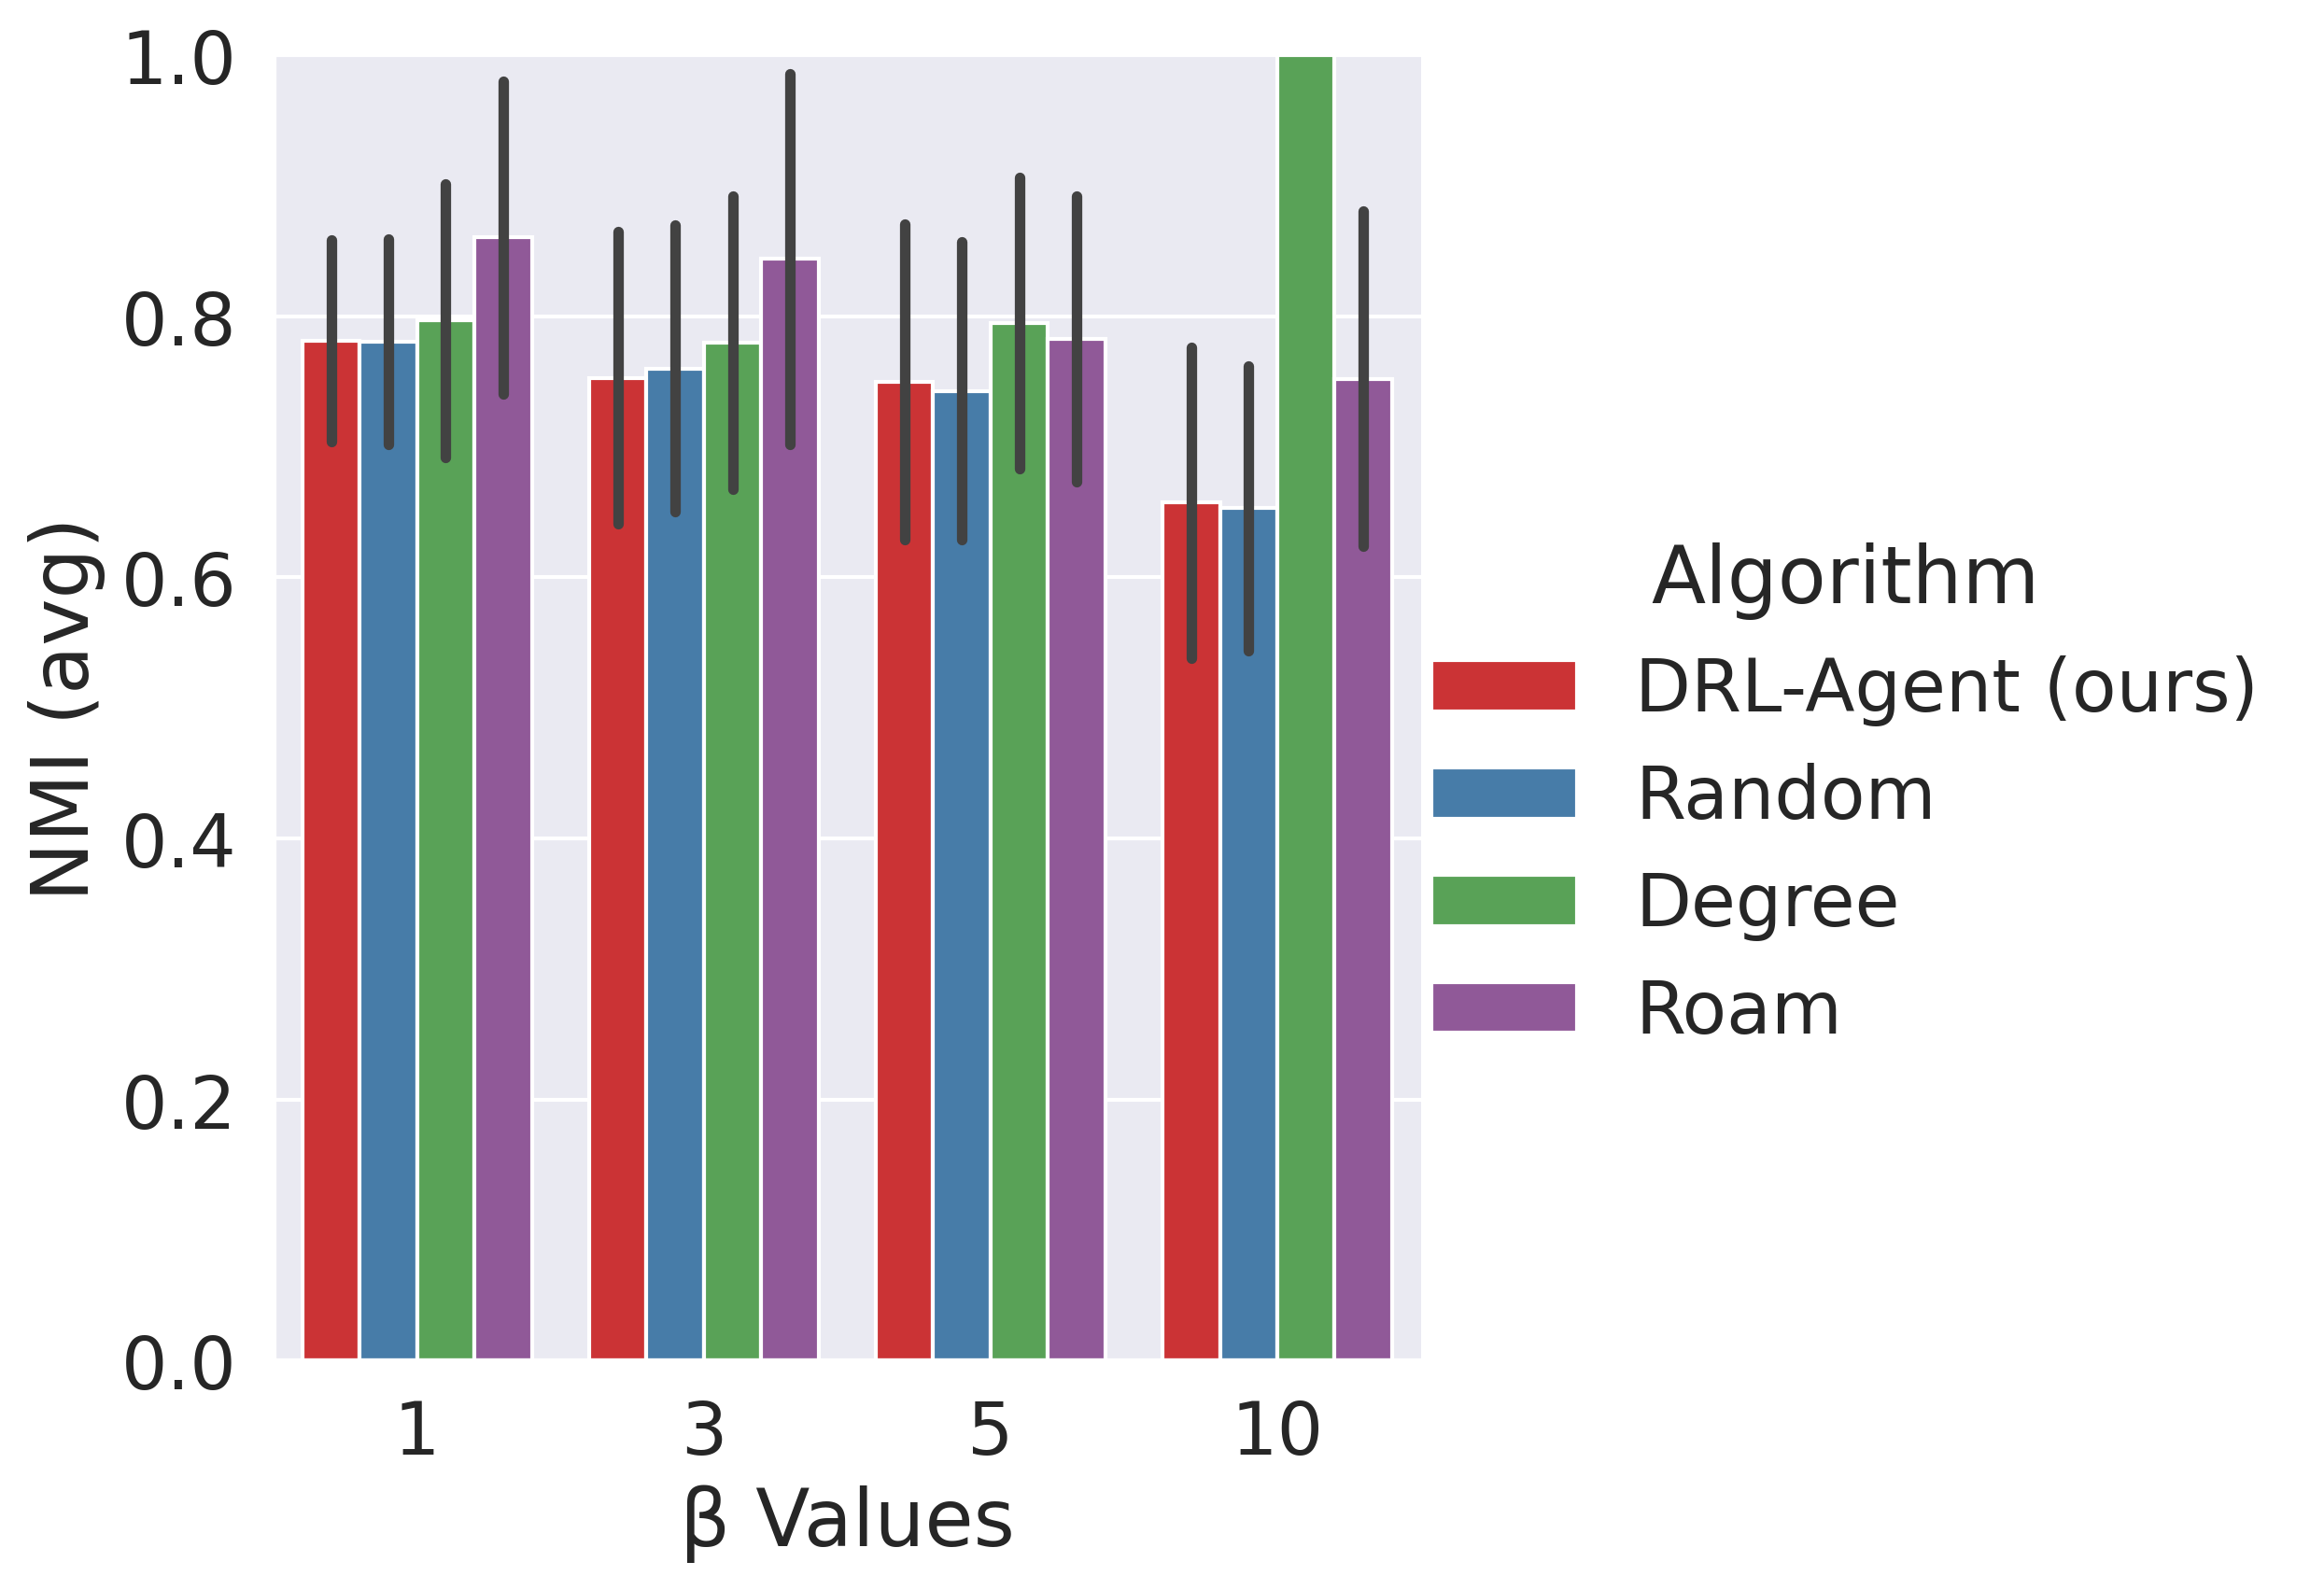 1.0
0.8
0.6
0.4
0.2
0.0
NMI (avg)
1 3 5 10
β Values
Algorithm
DRL-Agent (ours)
Random
Degree
Roam